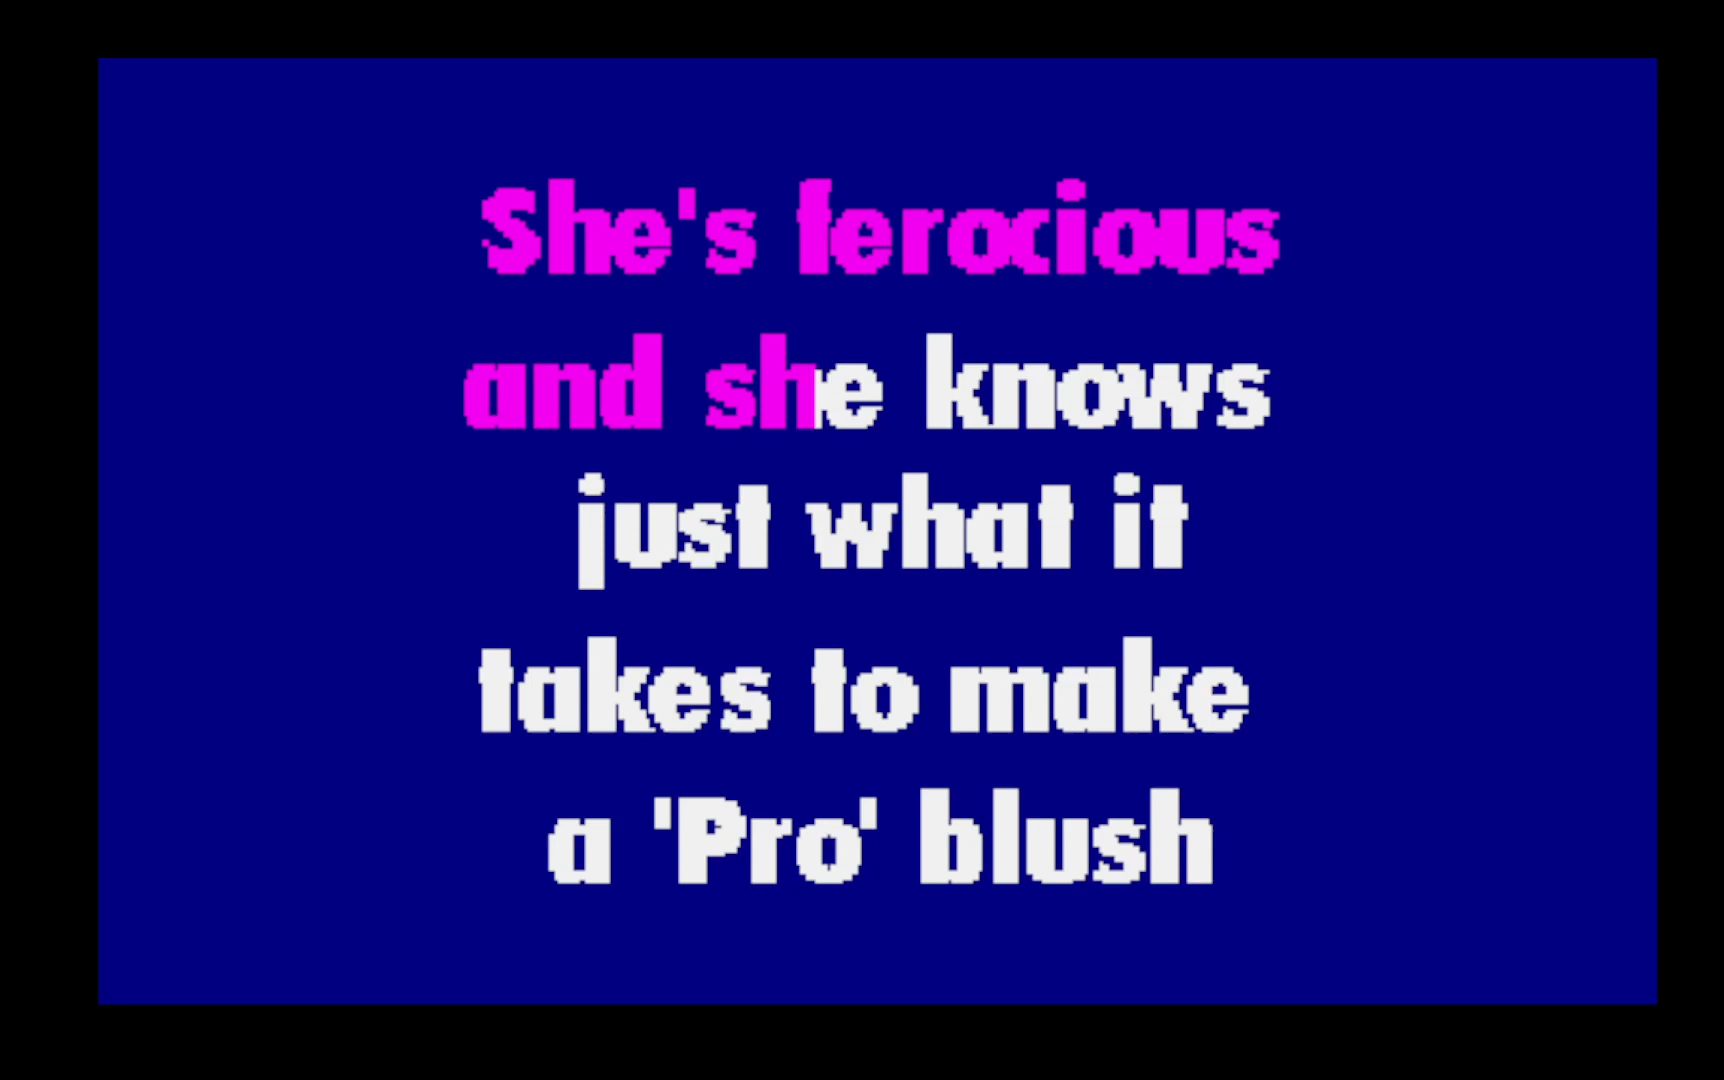 She's ferocious
and she knows
just what it
takes to make
a 'Pro' blush